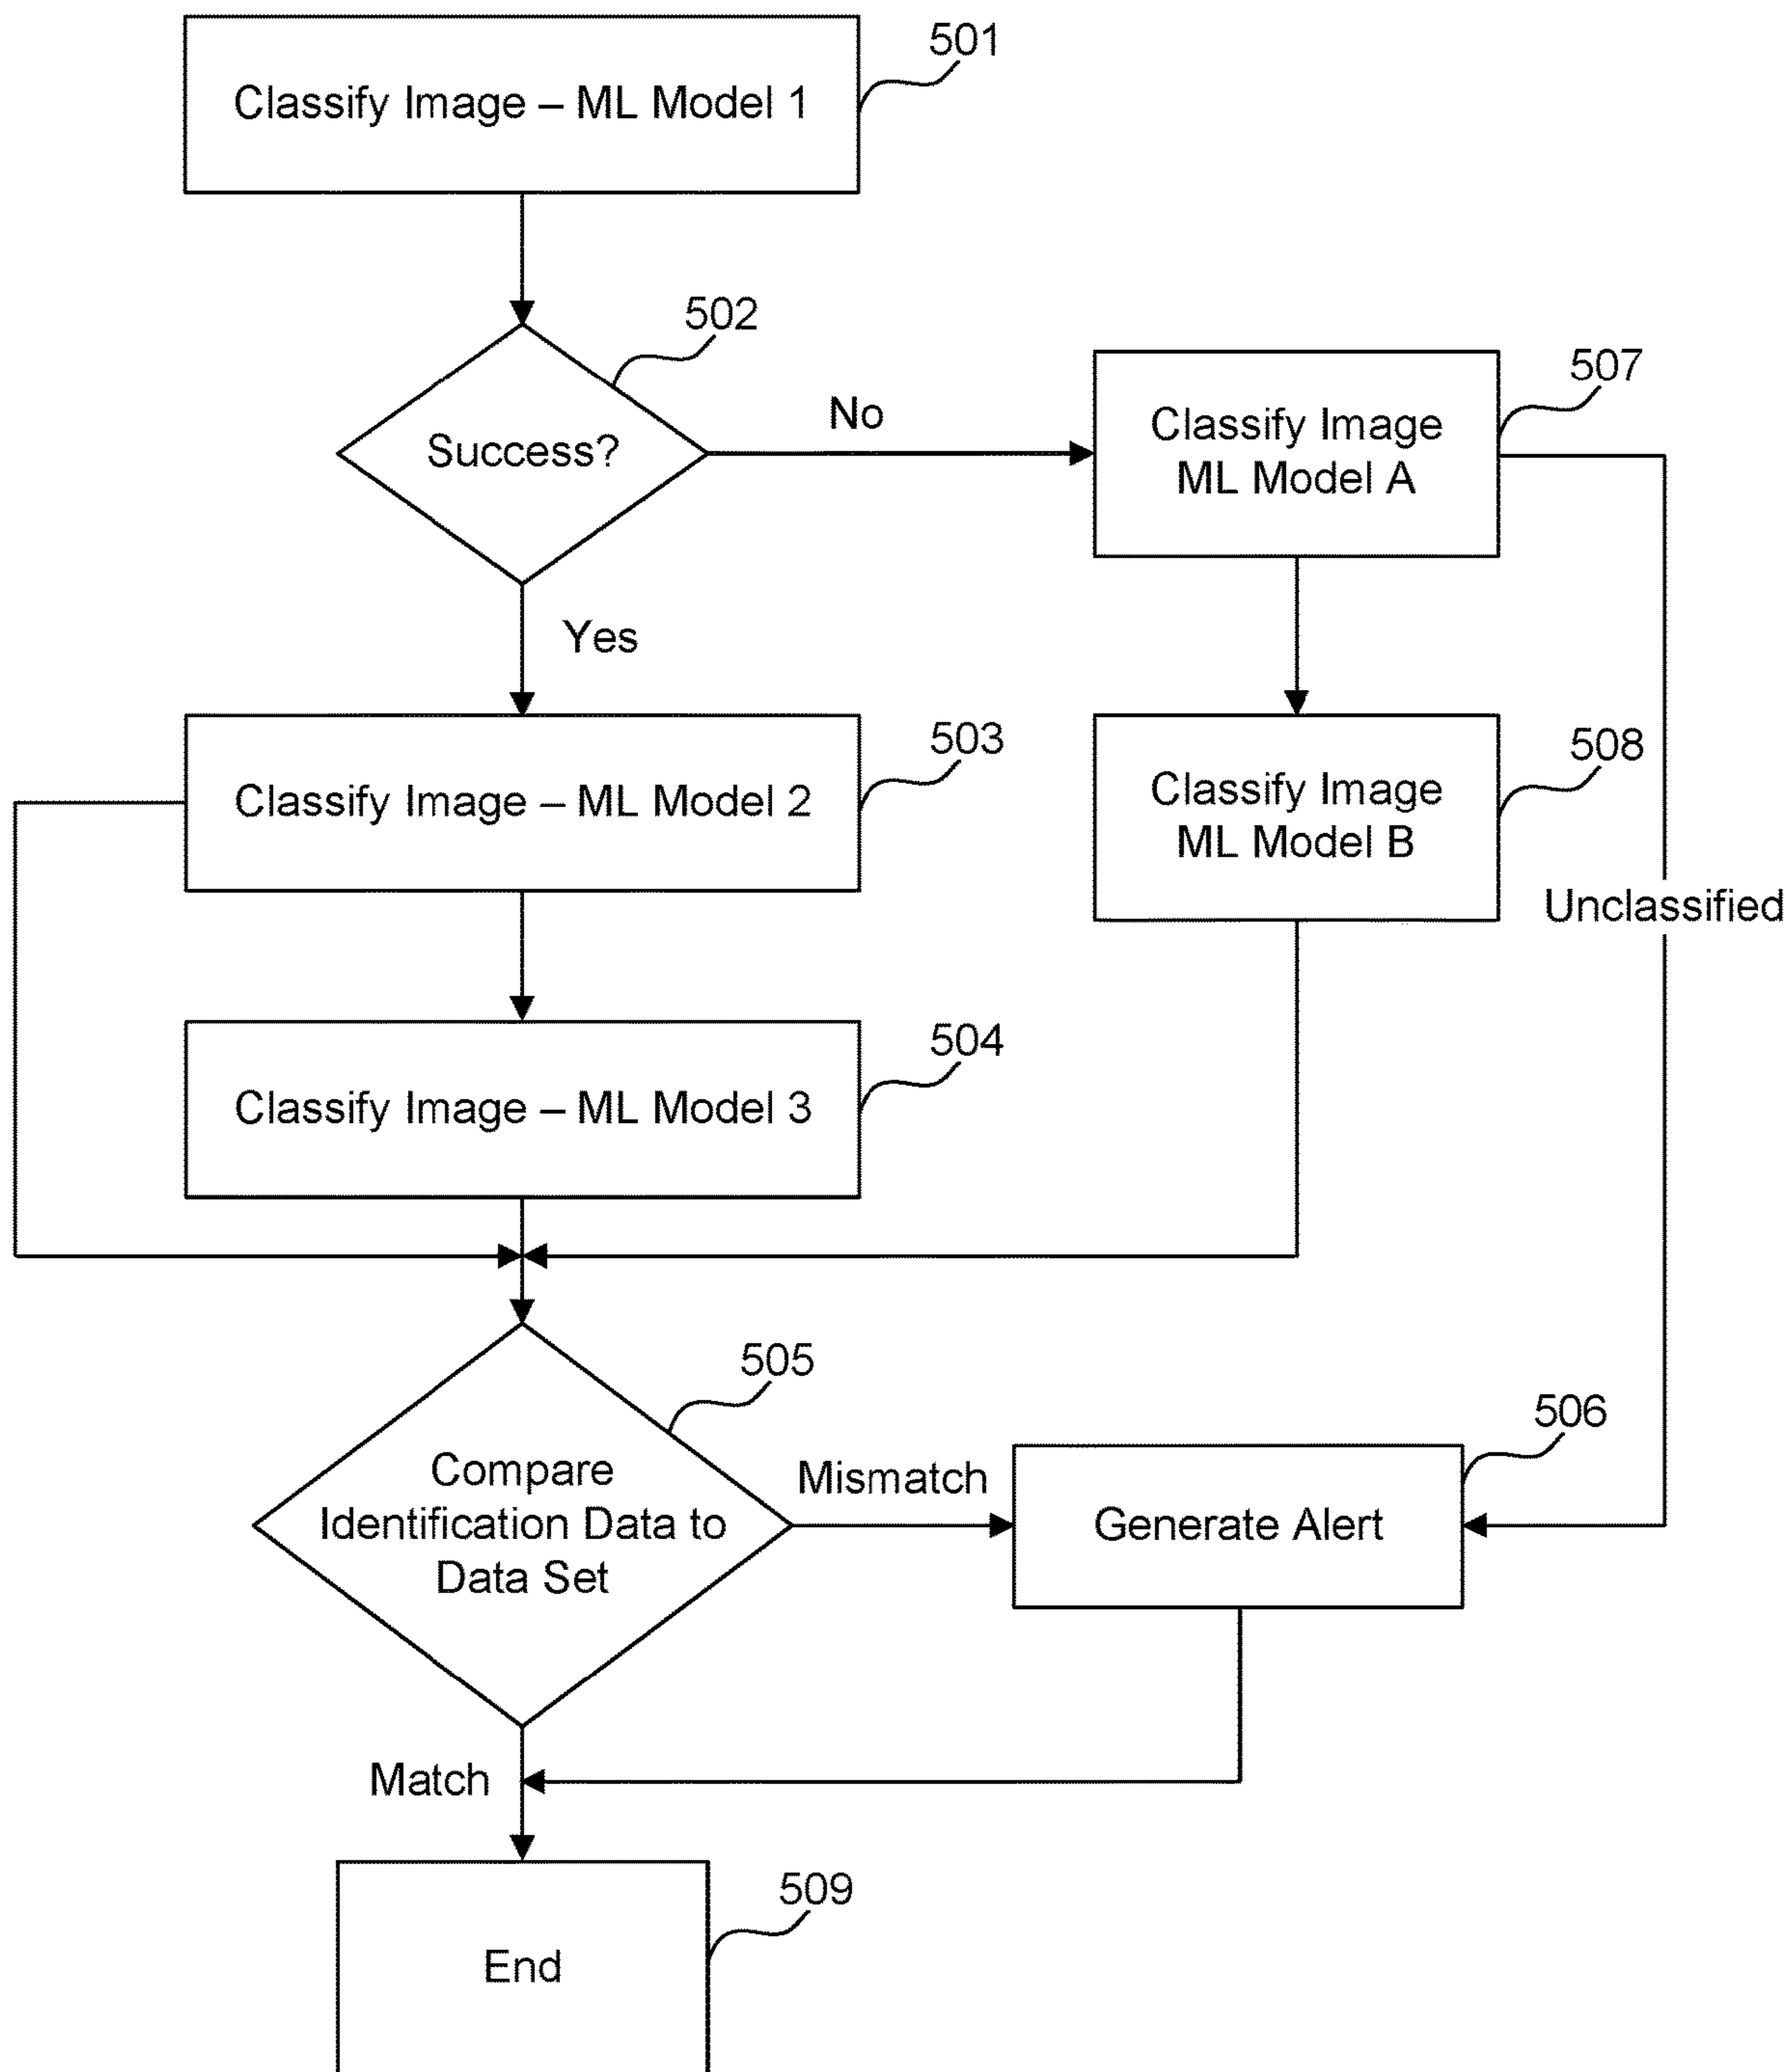 501
Classify Image – ML Model 1
502
Success?
No
507
Classify Image
ML Model A
Yes
503
Classify Image – ML Model 2
508
Classify Image
ML Model B
Unclassified
504
Classify Image – ML Model 3
505
Compare
Identification Data to
Data Set
Mismatch
506
Generate Alert
Match
509
End